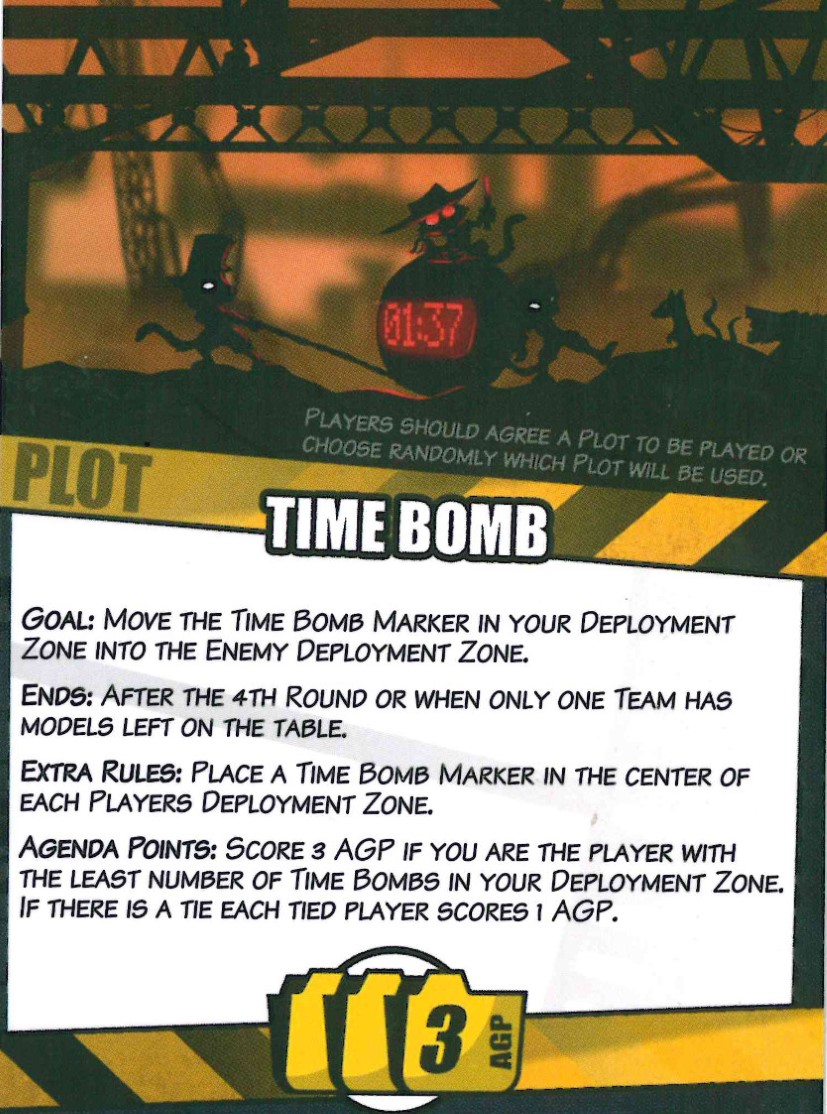 01:37
PLAYERS SHOULD AGREE A PLOT TO BE PLAYED OR
CHOOSE RANDOMLY WHICH PLOT WILL BE USED.
PLOT
TIME BOMB
GOAL: MOVE THE TIME BOMB MARKER IN YOUR DEPLOYMENT
ZONE INTO THE ENEMY DEPLOYMENT ZONE.
ENDS: AFTER THE 4TH ROUND OR WHEN ONLY ONE TEAM HAS
MODELS LEFT ON THE TABLE.
EXTRA RULES: PLACE A TIME BOMB MARKER IN THE CENTER OF
EACH PLAYERS DEPLOYMENT ZONE.
AGENDA POINTS: SCORE 3 AGP IF YOU ARE THE PLAYER WITH
THE LEAST NUMBER OF TIME BOMBS IN YOUR DEPLOYMENT ZONE.
IF THERE IS A TIE EACH TIED PLAYER SCORES 1 AGP.
3 AGP